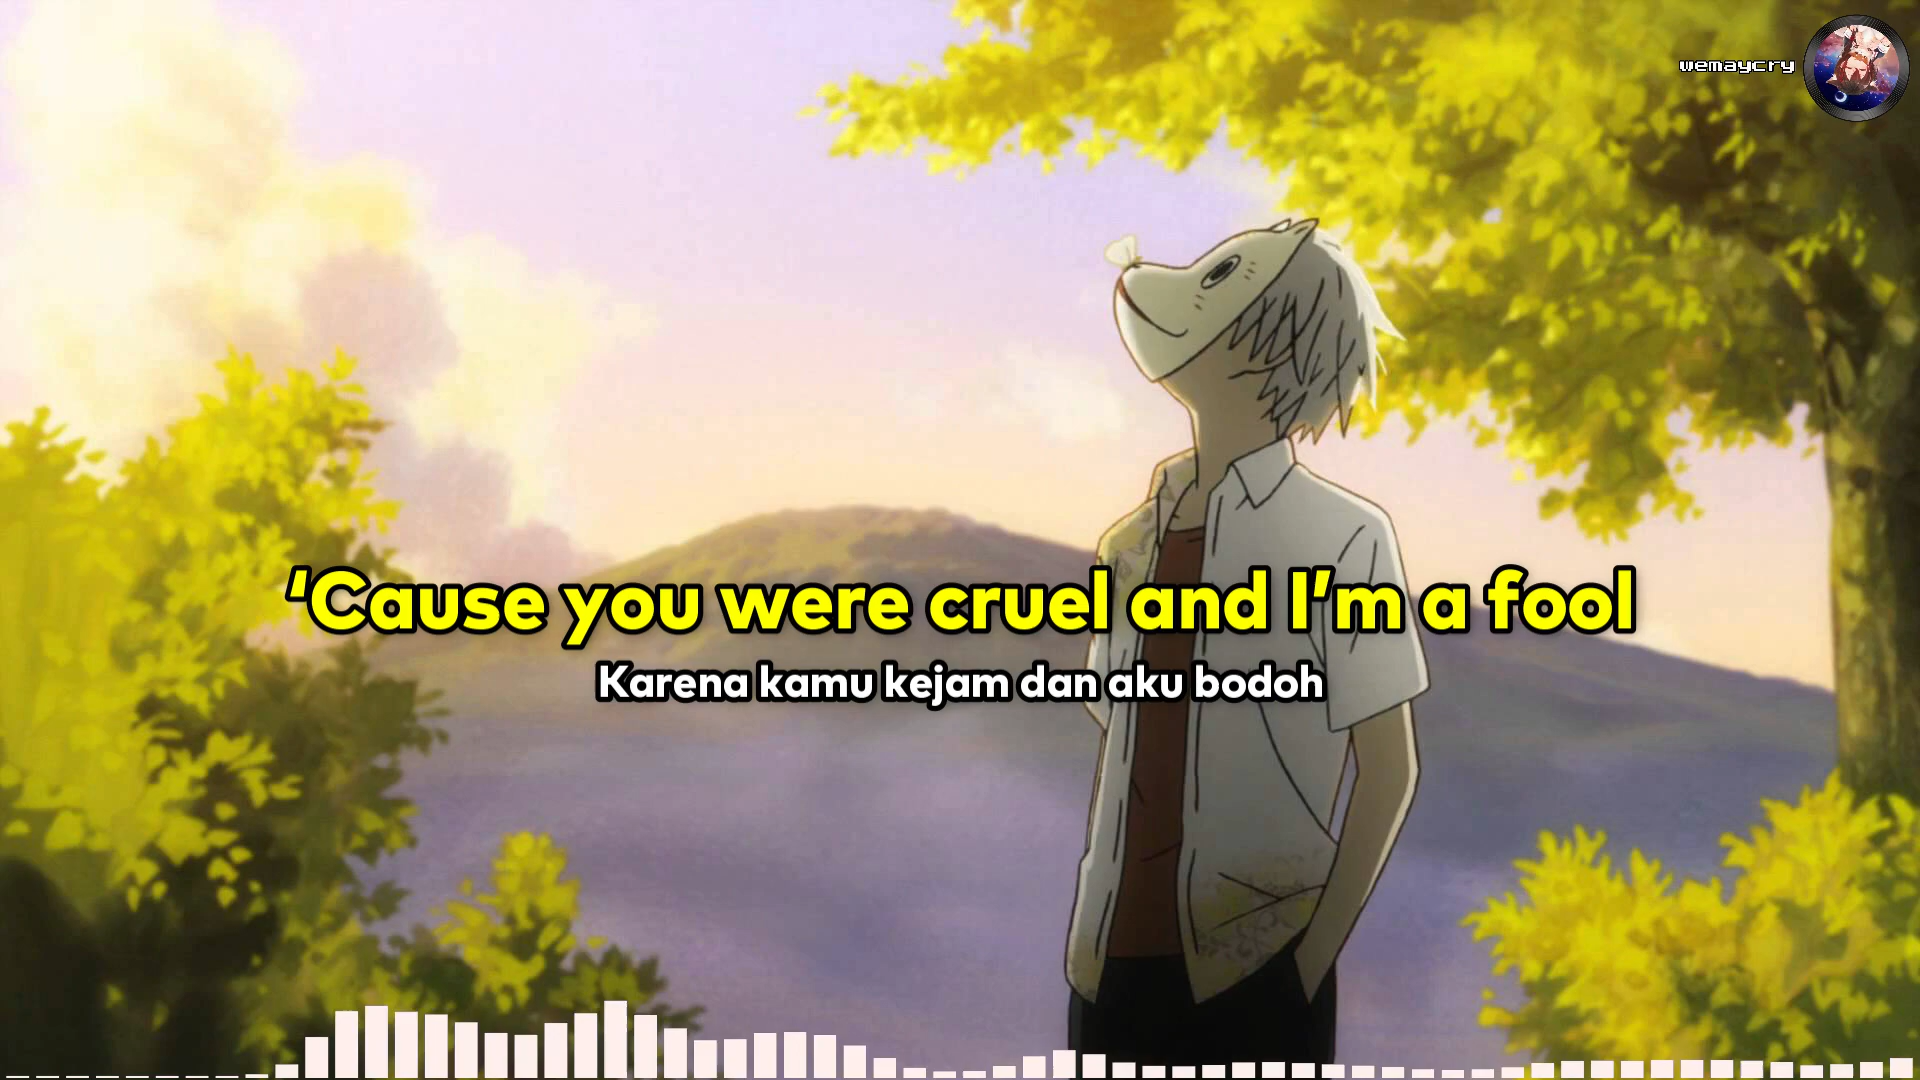 wemaycry
‘Cause you were cruel and I’m a fool
Karena kamu kejam dan aku bodoh